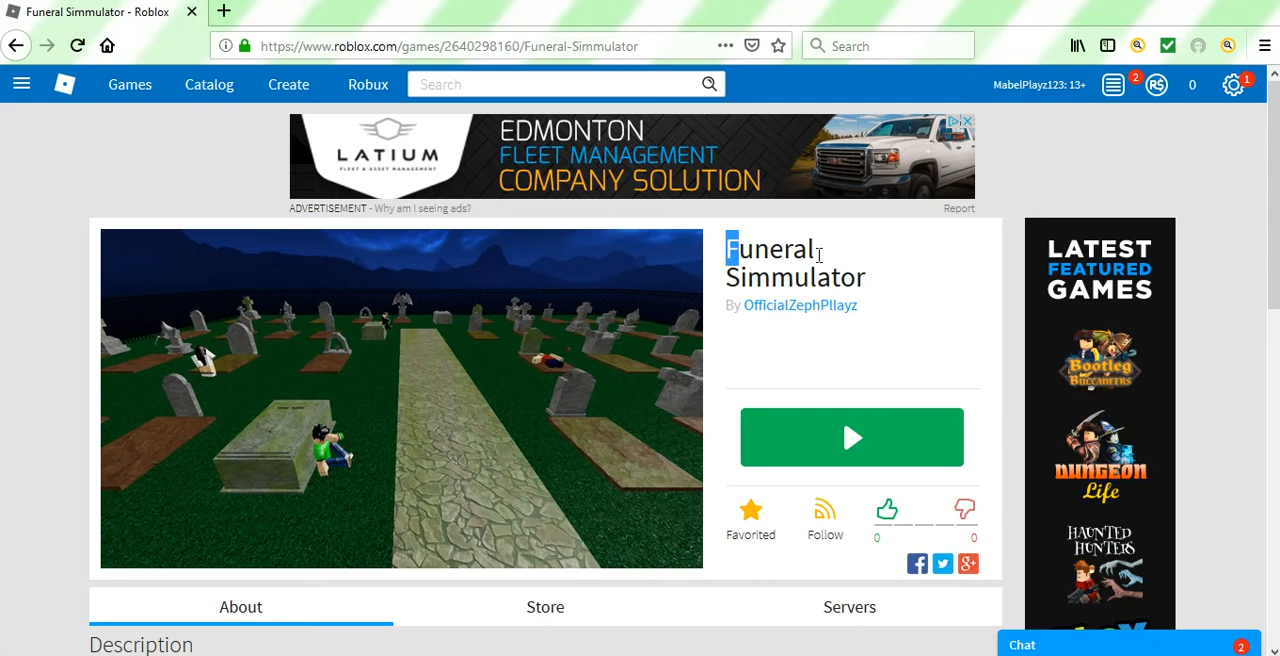 Funeral Simmulator - Roblox
https://www.roblox.com/games/2640298160/Funeral-Simmulator
Search
Games
Catalog
Create
Robux
Search
MabelPlayz123: 13+
2
0
1
LATIUM
FLEET & ASSET MANAGEMENT
EDMONTON
FLEET MANAGEMENT
COMPANY SOLUTION
ADVERTISEMENT - Why am I seeing ads?
Report
Funeral
Simmulator
By OfficialZephPllayz
Favorited
Follow
0
0
About
Store
Servers
Description
LATEST
FEATURED
GAMES
Bootleg
BUCCANEERS
DUNGEON
Life
HAUNTED
HUNTERS
Chat
2